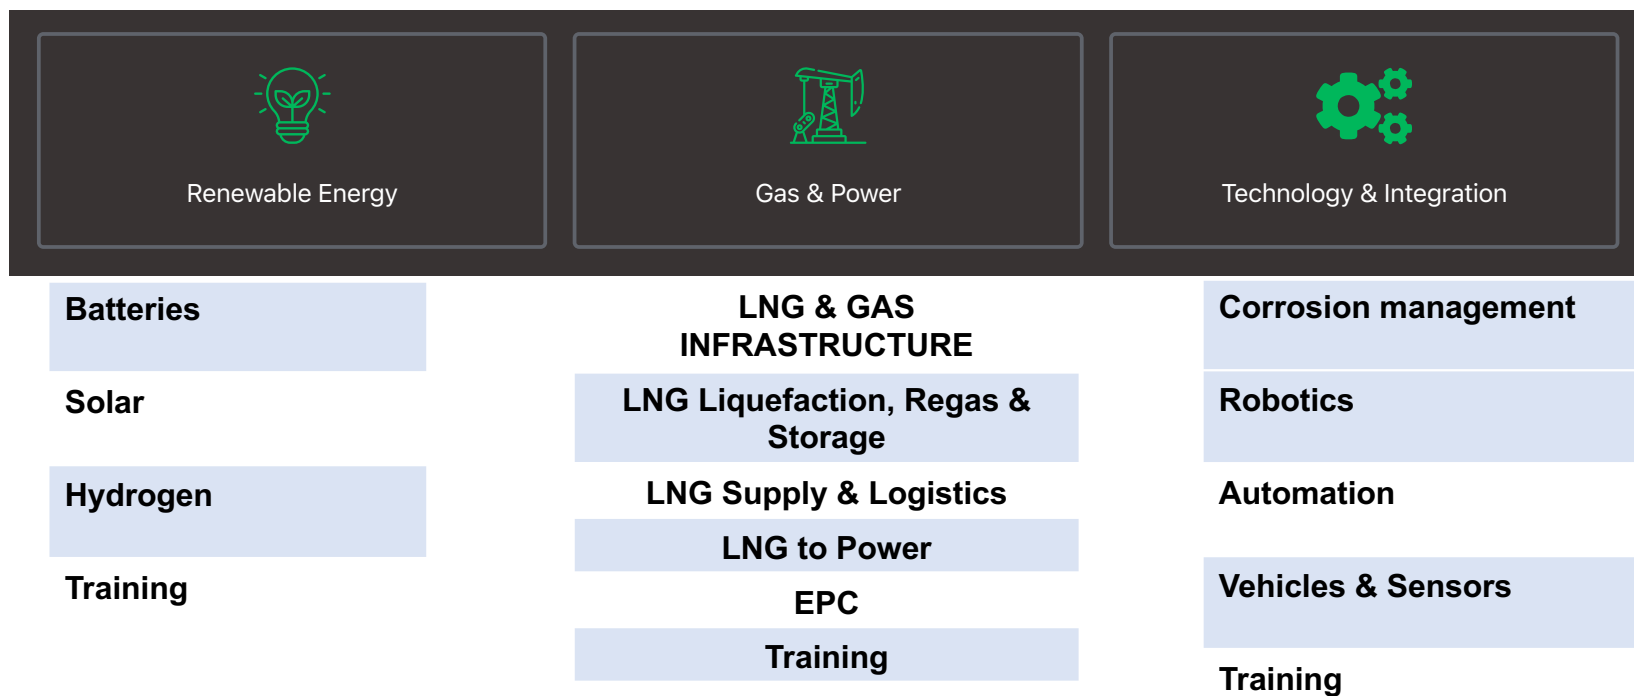 Renewable Energy
Gas & Power
Technology & Integration
Batteries
Solar
Hydrogen
Training
LNG & GAS
INFRASTRUCTURE
LNG Liquefaction, Regas &
Storage
LNG Supply & Logistics
LNG to Power
EPC
Training
Corrosion management
Robotics
Automation
Vehicles & Sensors
Training